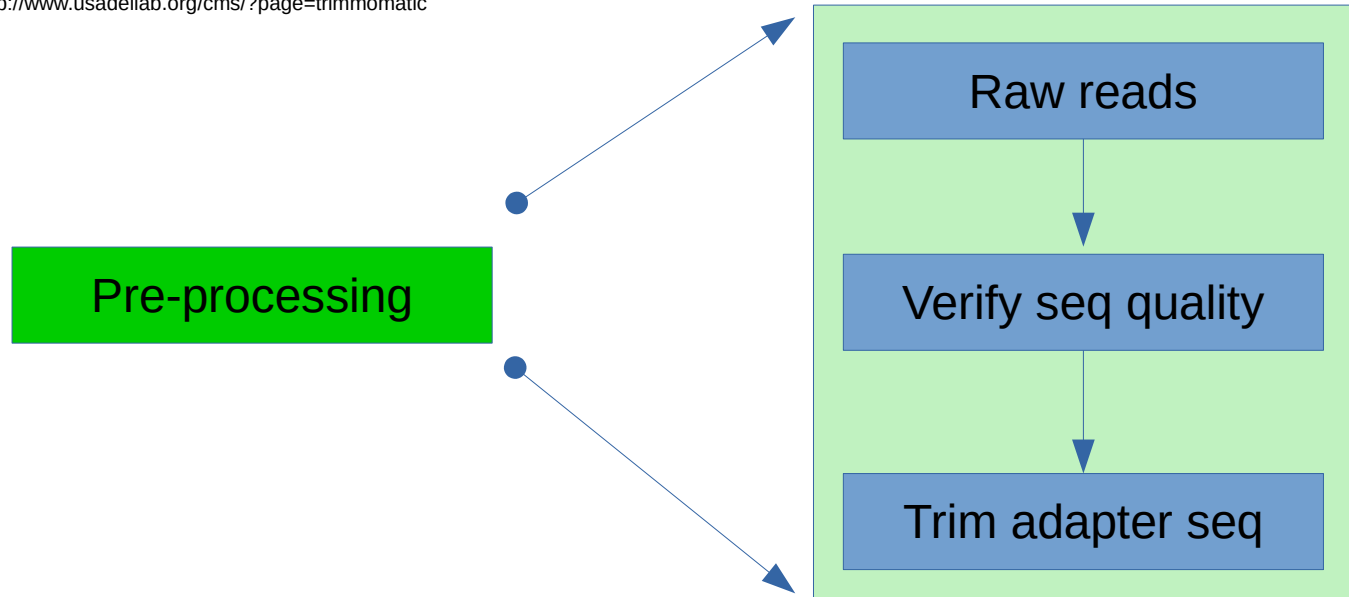 p://www.usadellab.org/cms/?page=trimmomatic
Raw reads
Pre-processing
Verify seq quality
Trim adapter seq